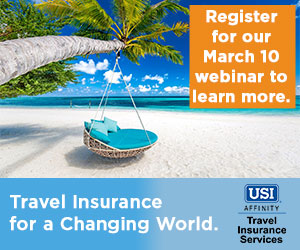 Register
for our
March 10
webinar to
learn more.
Travel Insurance
for a Changing World.
USI
AFFINITY
Travel
Insurance
Services